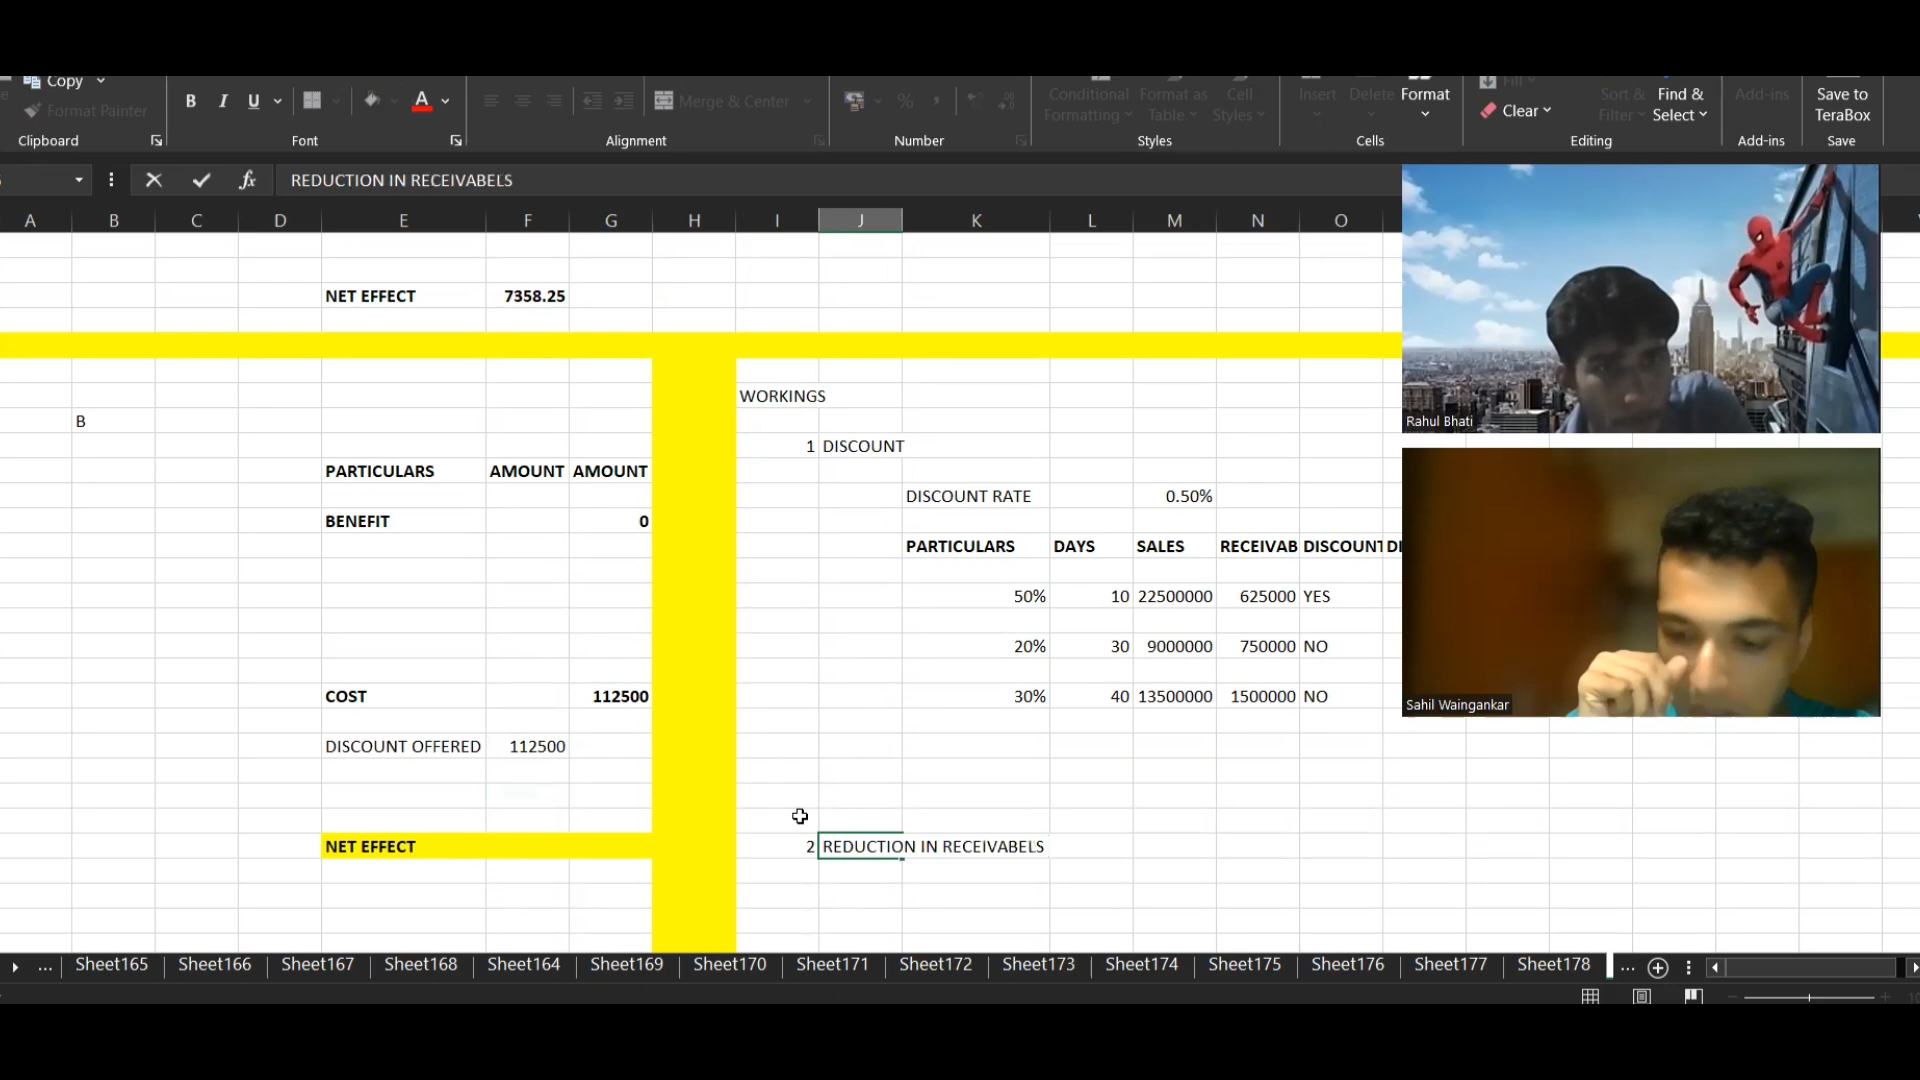 Copy
Format Painter
B I U
A
Merge & Center
%
Conditional Formatting
Format as Table
Cell Styles
Insert Delete Format
Fill
Clear
Sort & Filter
Find & Select
Add-ins
Save to TeraBox
Clipboard Font Alignment Number Styles Cells Editing Add-ins Save
fx REDUCTION IN RECEIVABELS
A B C D E F G H I J K L M N O
NET EFFECT 7358.25
WORKINGS
B
1 DISCOUNT
PARTICULARS AMOUNT AMOUNT
DISCOUNT RATE 0.50%
BENEFIT 0
PARTICULARS DAYS SALES RECEIVAB DISCOUNT DI
50% 10 22500000 625000 YES
20% 30 9000000 750000 NO
COST 112500
30% 40 13500000 1500000 NO
DISCOUNT OFFERED 112500
NET EFFECT
2 REDUCTION IN RECEIVABELS
Rahul Bhati
Sahil Waingankar
... Sheet165 Sheet166 Sheet167 Sheet168 Sheet164 Sheet169 Sheet170 Sheet171 Sheet172 Sheet173 Sheet174 Sheet175 Sheet176 Sheet177 Sheet178 ...